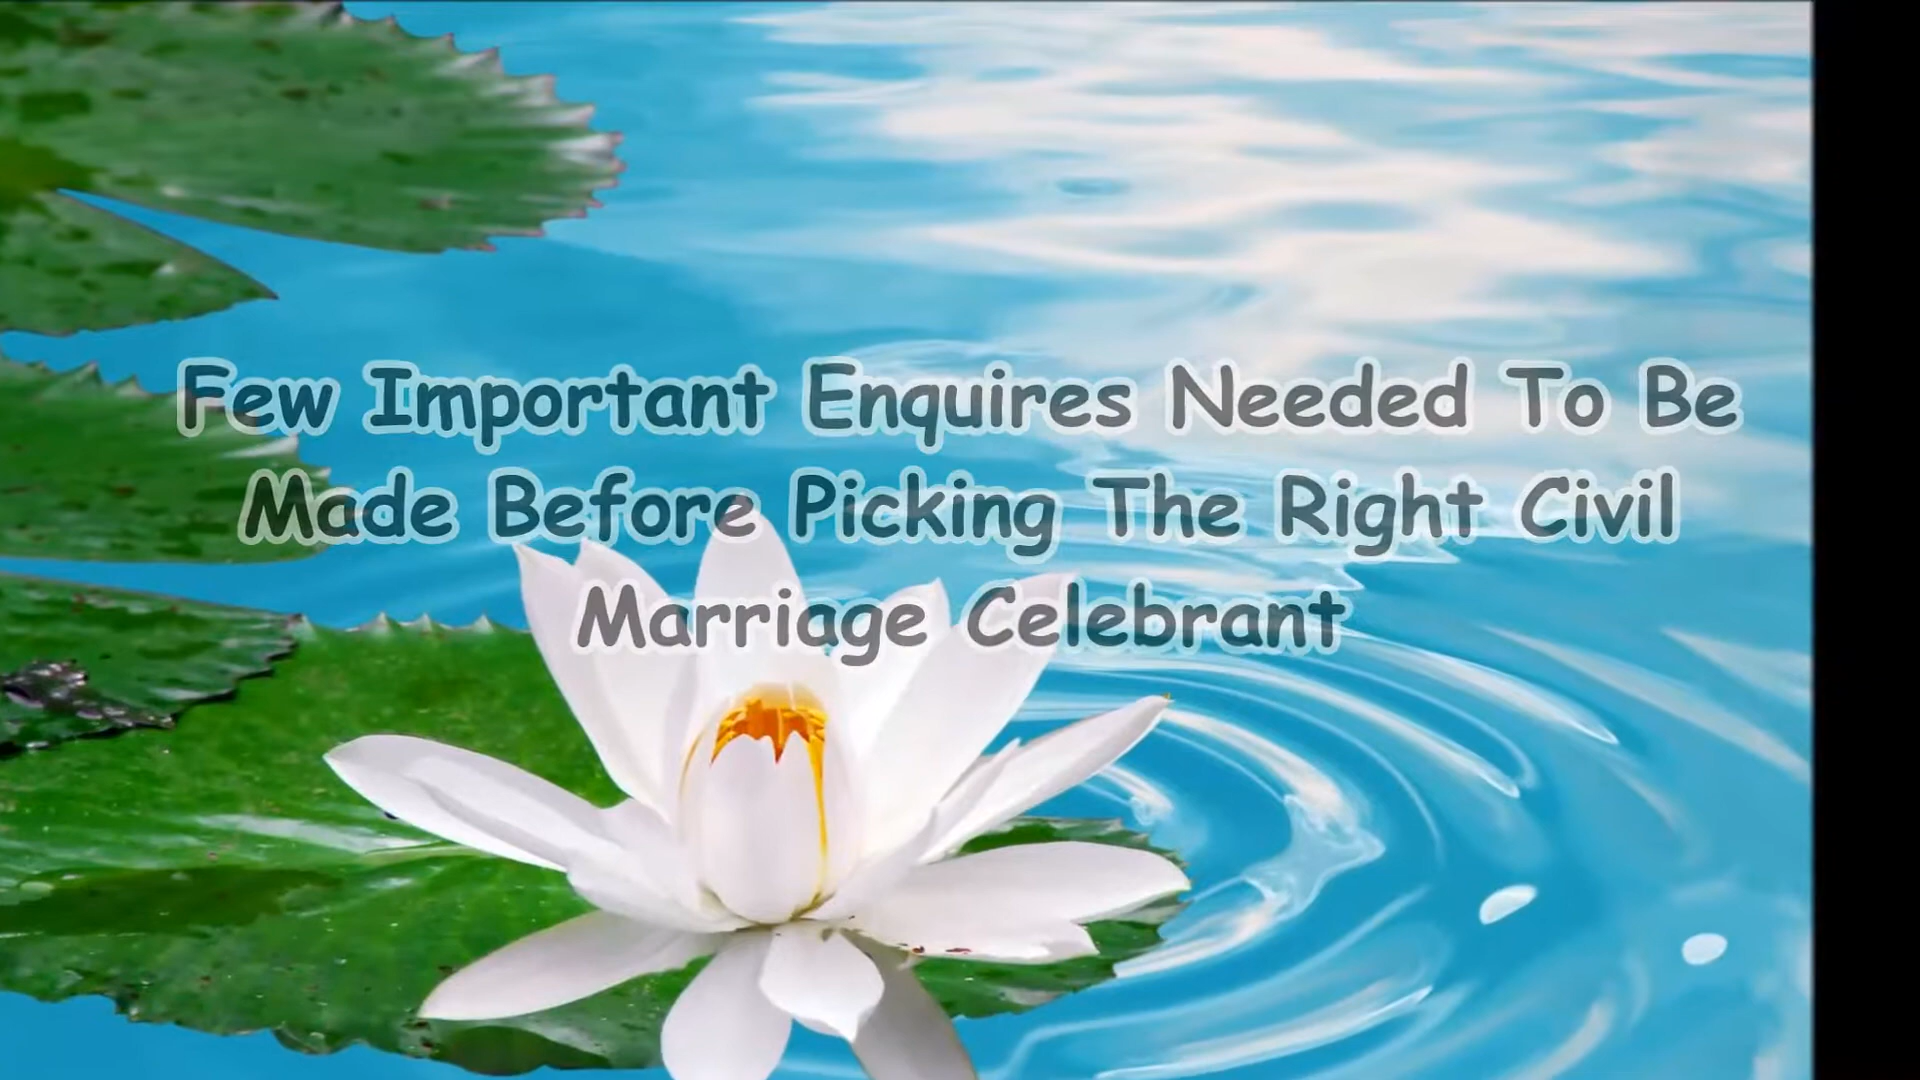 Few Important Enquires Needed To Be
Made Before Picking The Right Civil
Marriage Celebrant